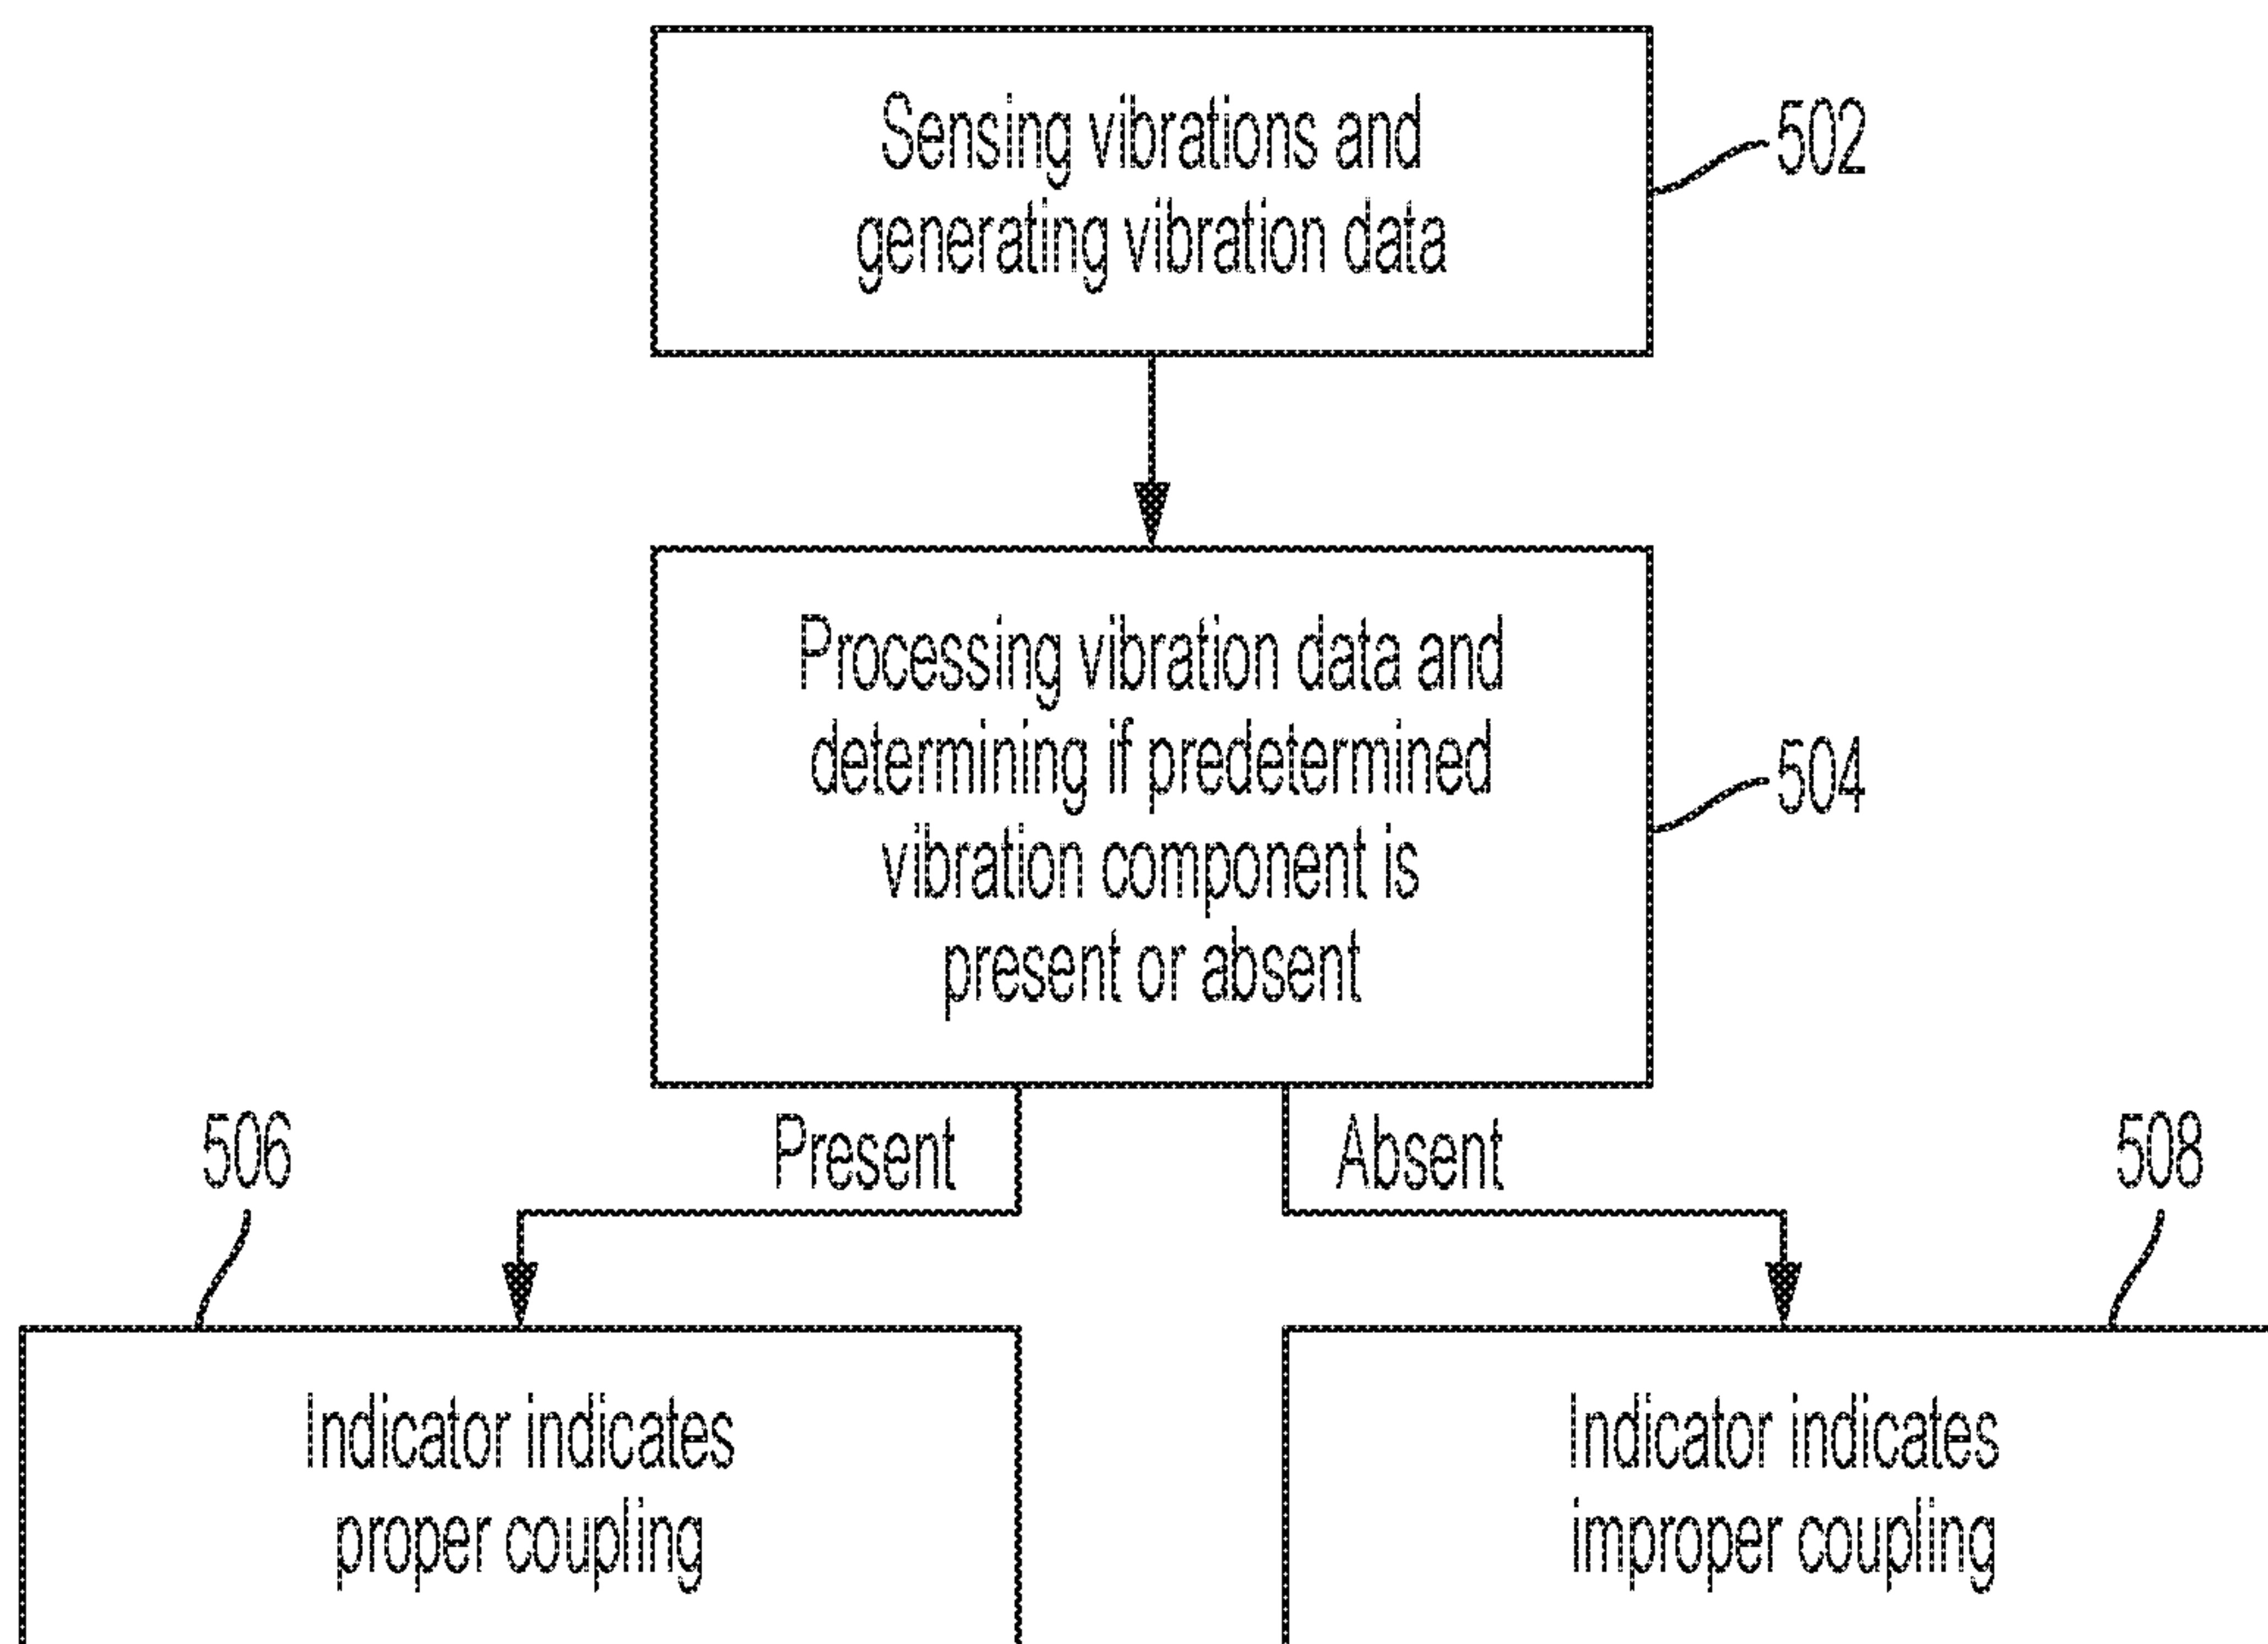 Sensing vibrations and
generating vibration data
502
Processing vibration data and
determining if predetermined
vibration component is
present or absent
504
Present
Absent
506
508
Indicator indicates
proper coupling
Indicator indicates
improper coupling